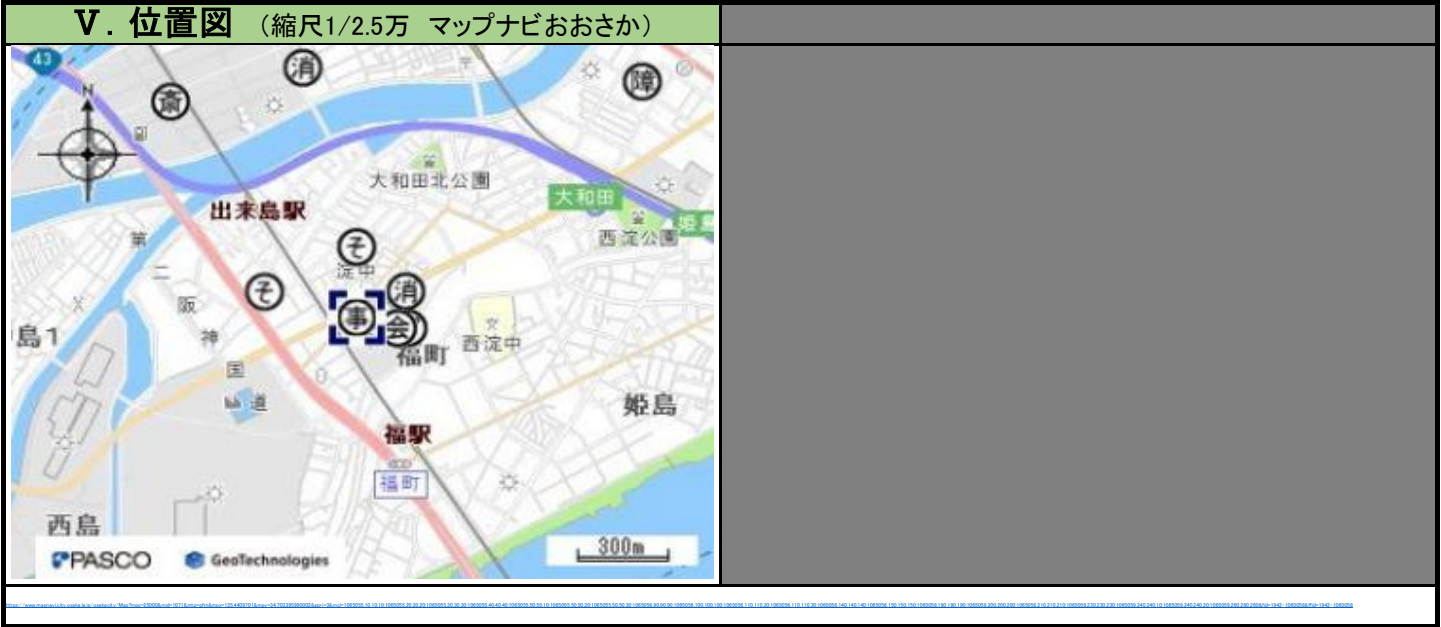 Ⅴ．位置図 （縮尺1/2.5万 マップナビおおさか）
43
消
斎
障
N
大和田北公園
大和田
出来島駅
姫島
西淀公園
そ
淀中
第二阪神国道
そ
消
事
会
島1
福町
西淀中
姫島
福駅
福町
西島
300m
PASCO
GeoTechnologies